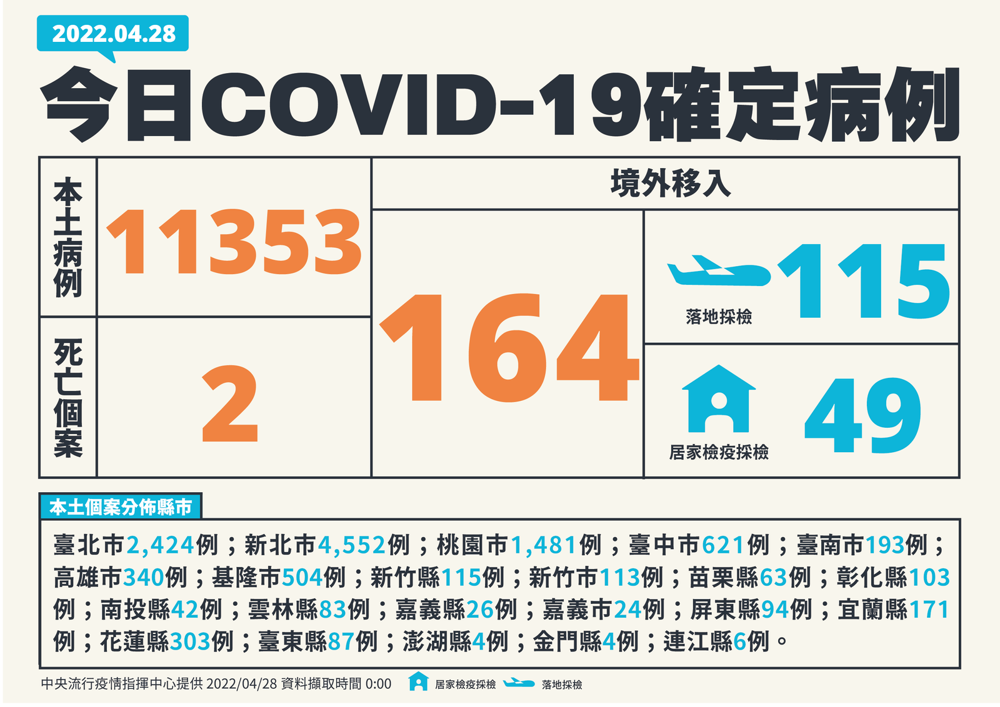 2022.04.28
今日COVID-19確定病例
本土病例
11353
死亡個案
2
境外移入
164
落地採檢
115
居家檢疫採檢
49
本土個案分佈縣市
臺北市2,424例；新北市4,552例；桃園市1,481例；臺中市621例；臺南市193例；
高雄市340例；基隆市504例；新竹縣115例；新竹市113例；苗栗縣63例；彰化縣103
例；南投縣42例；雲林縣83例；嘉義縣26例；嘉義市24例；屏東縣94例；宜蘭縣171
例；花蓮縣303例；臺東縣87例；澎湖縣4例；金門縣4例；連江縣6例。
中央流行疫情指揮中心提供 2022/04/28 資料擷取時間 0:00 居家檢疫採檢 落地採檢